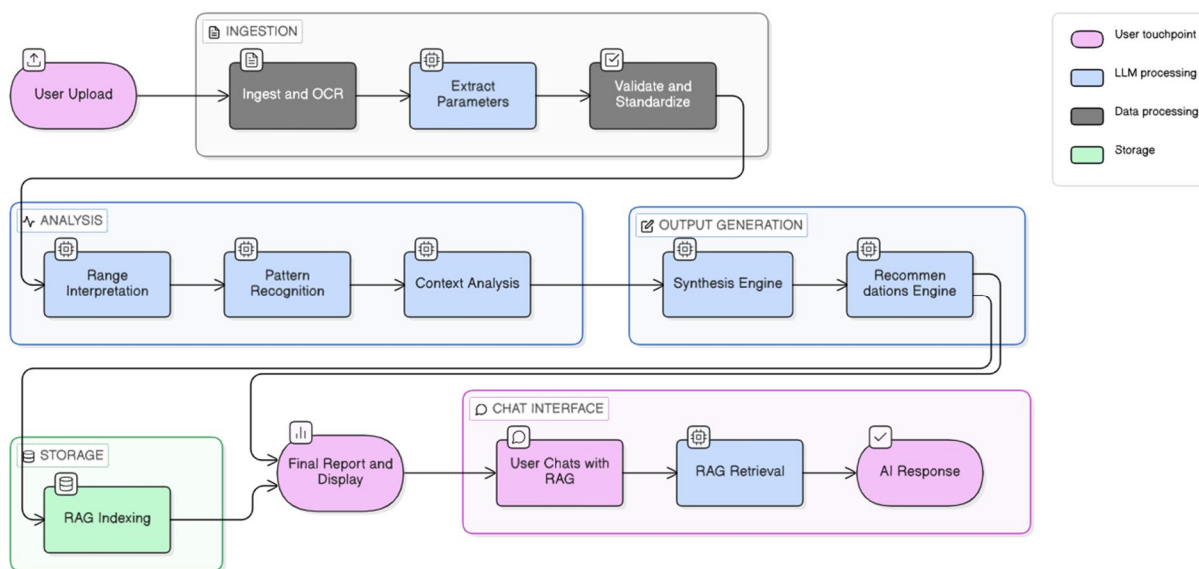 INGESTION
User Upload
Ingest and OCR
Extract
Parameters
Validate and
Standardize
User touchpoint
LLM processing
Data processing
Storage
ANALYSIS
Range
Interpretation
Pattern
Recognition
Context Analysis
OUTPUT GENERATION
Synthesis Engine
Recommen
dations Engine
STORAGE
RAG Indexing
Final Report and
Display
CHAT INTERFACE
User Chats with
RAG
RAG Retrieval
AI Response